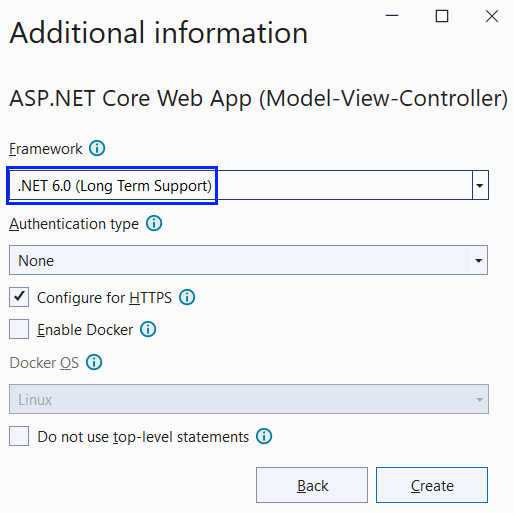 Additional information
ASP.NET Core Web App (Model-View-Controller)
Framework
.NET 6.0 (Long Term Support)
Authentication type
None
Configure for HTTPS
Enable Docker
Docker OS
Linux
Do not use top-level statements
Back
Create